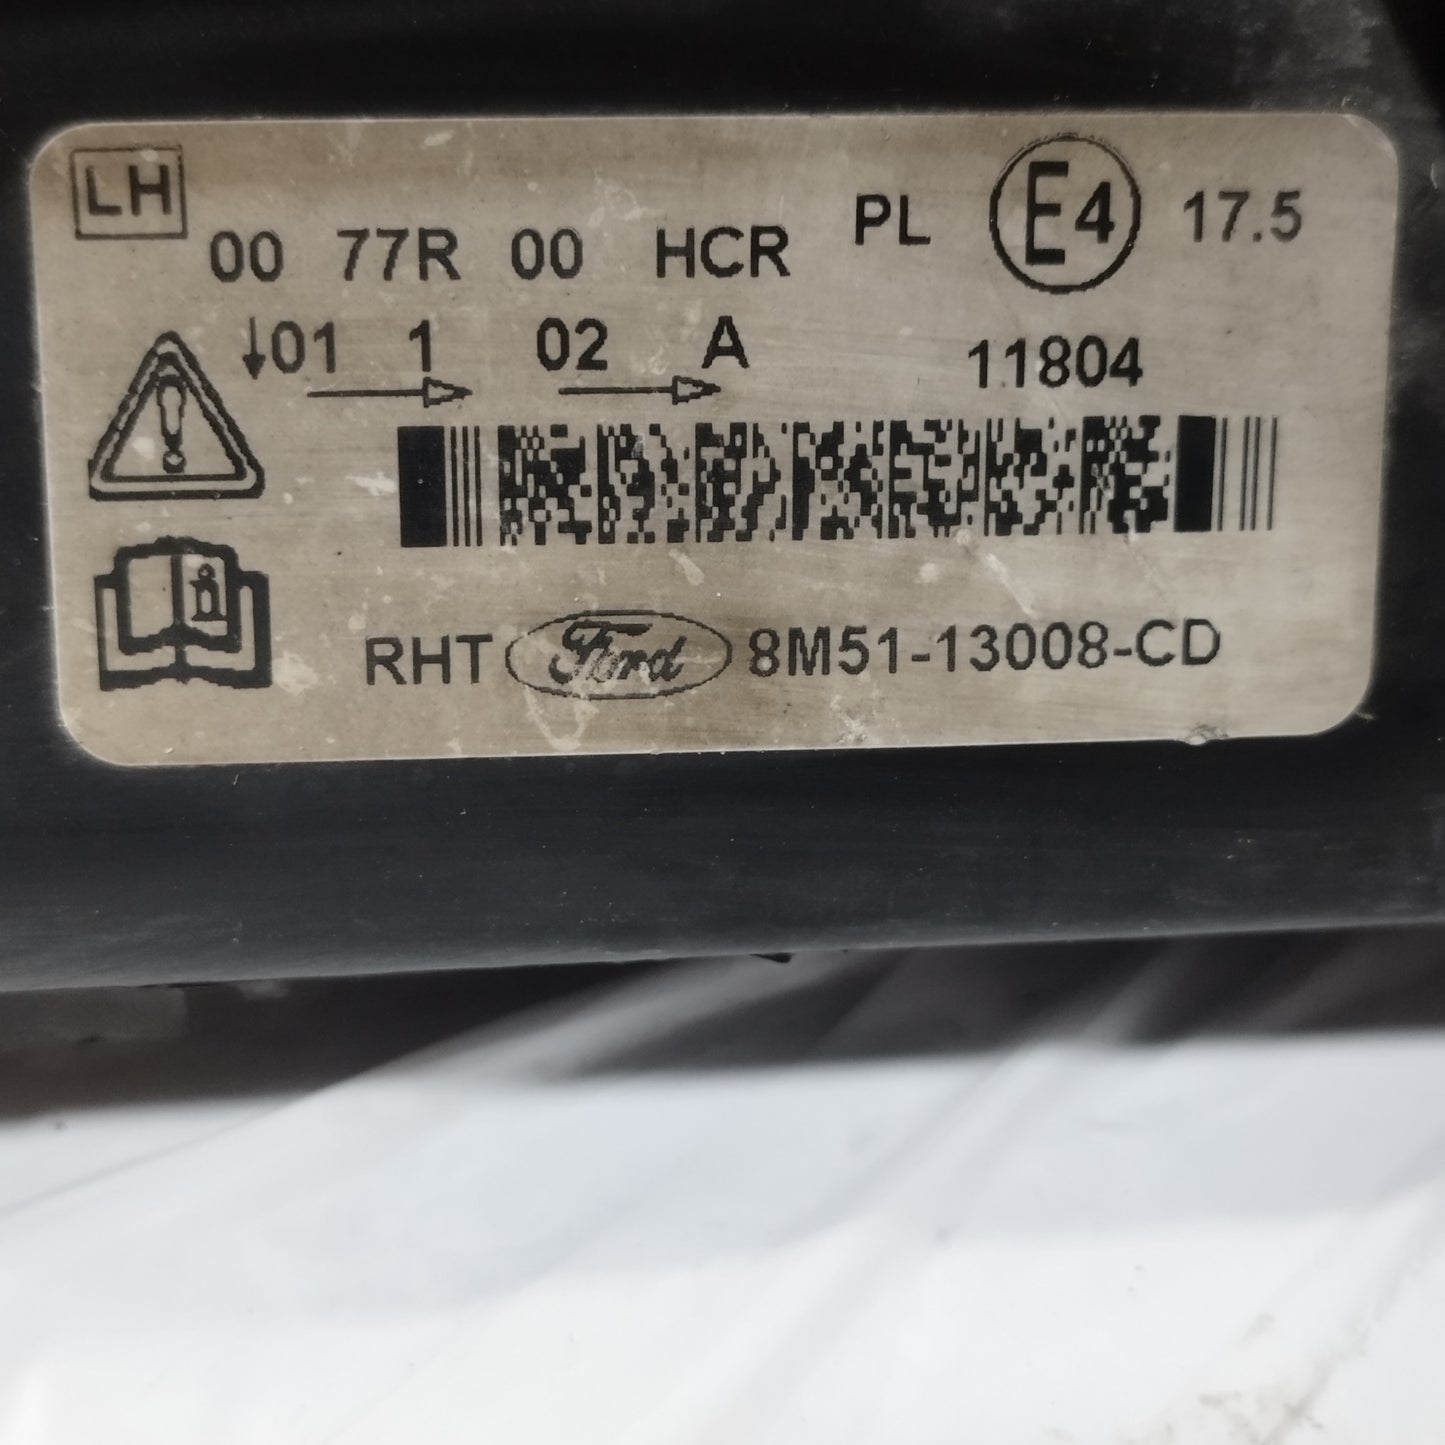 LH
00 77R 00 HCR PL E4 17.5
↓01 1 02 A 11804
RHT Ford 8M51-13008-CD